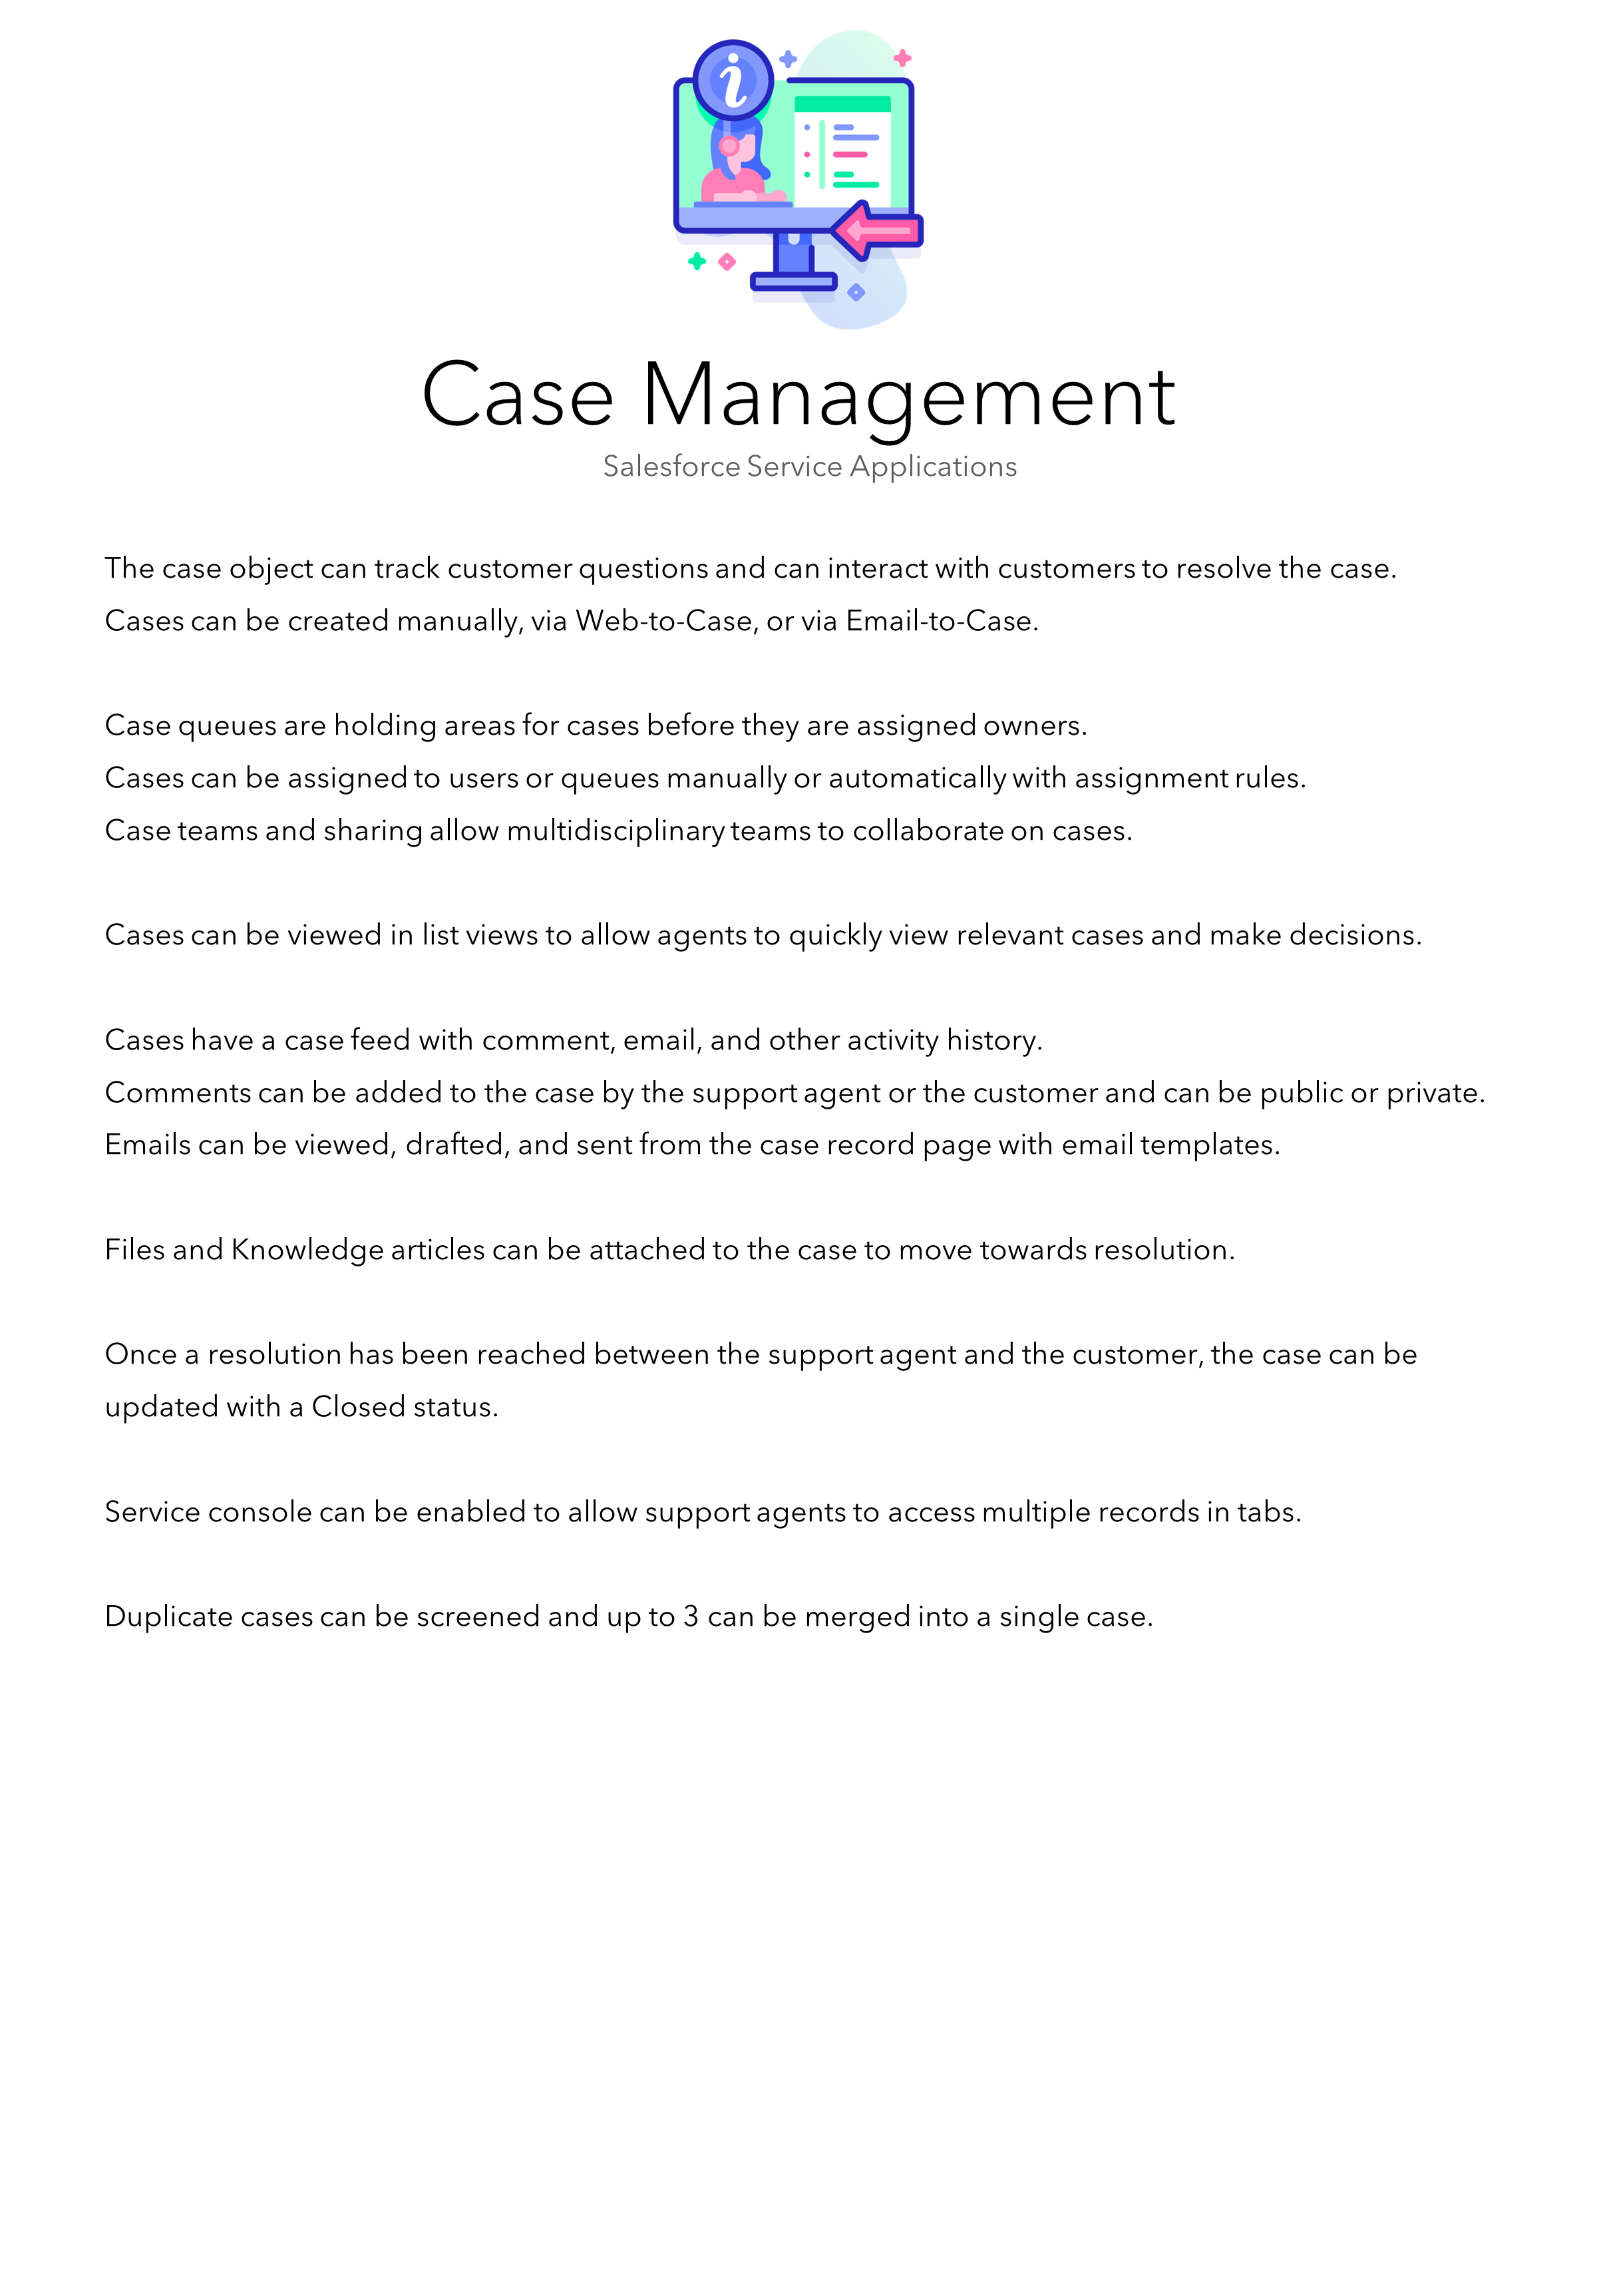 i
Case Management
Salesforce Service Applications
The case object can track customer questions and can interact with customers to resolve the case.
Cases can be created manually, via Web-to-Case, or via Email-to-Case.
Case queues are holding areas for cases before they are assigned owners.
Cases can be assigned to users or queues manually or automatically with assignment rules.
Case teams and sharing allow multidisciplinary teams to collaborate on cases.
Cases can be viewed in list views to allow agents to quickly view relevant cases and make decisions.
Cases have a case feed with comment, email, and other activity history.
Comments can be added to the case by the support agent or the customer and can be public or private.
Emails can be viewed, drafted, and sent from the case record page with email templates.
Files and Knowledge articles can be attached to the case to move towards resolution.
Once a resolution has been reached between the support agent and the customer, the case can be
updated with a Closed status.
Service console can be enabled to allow support agents to access multiple records in tabs.
Duplicate cases can be screened and up to 3 can be merged into a single case.